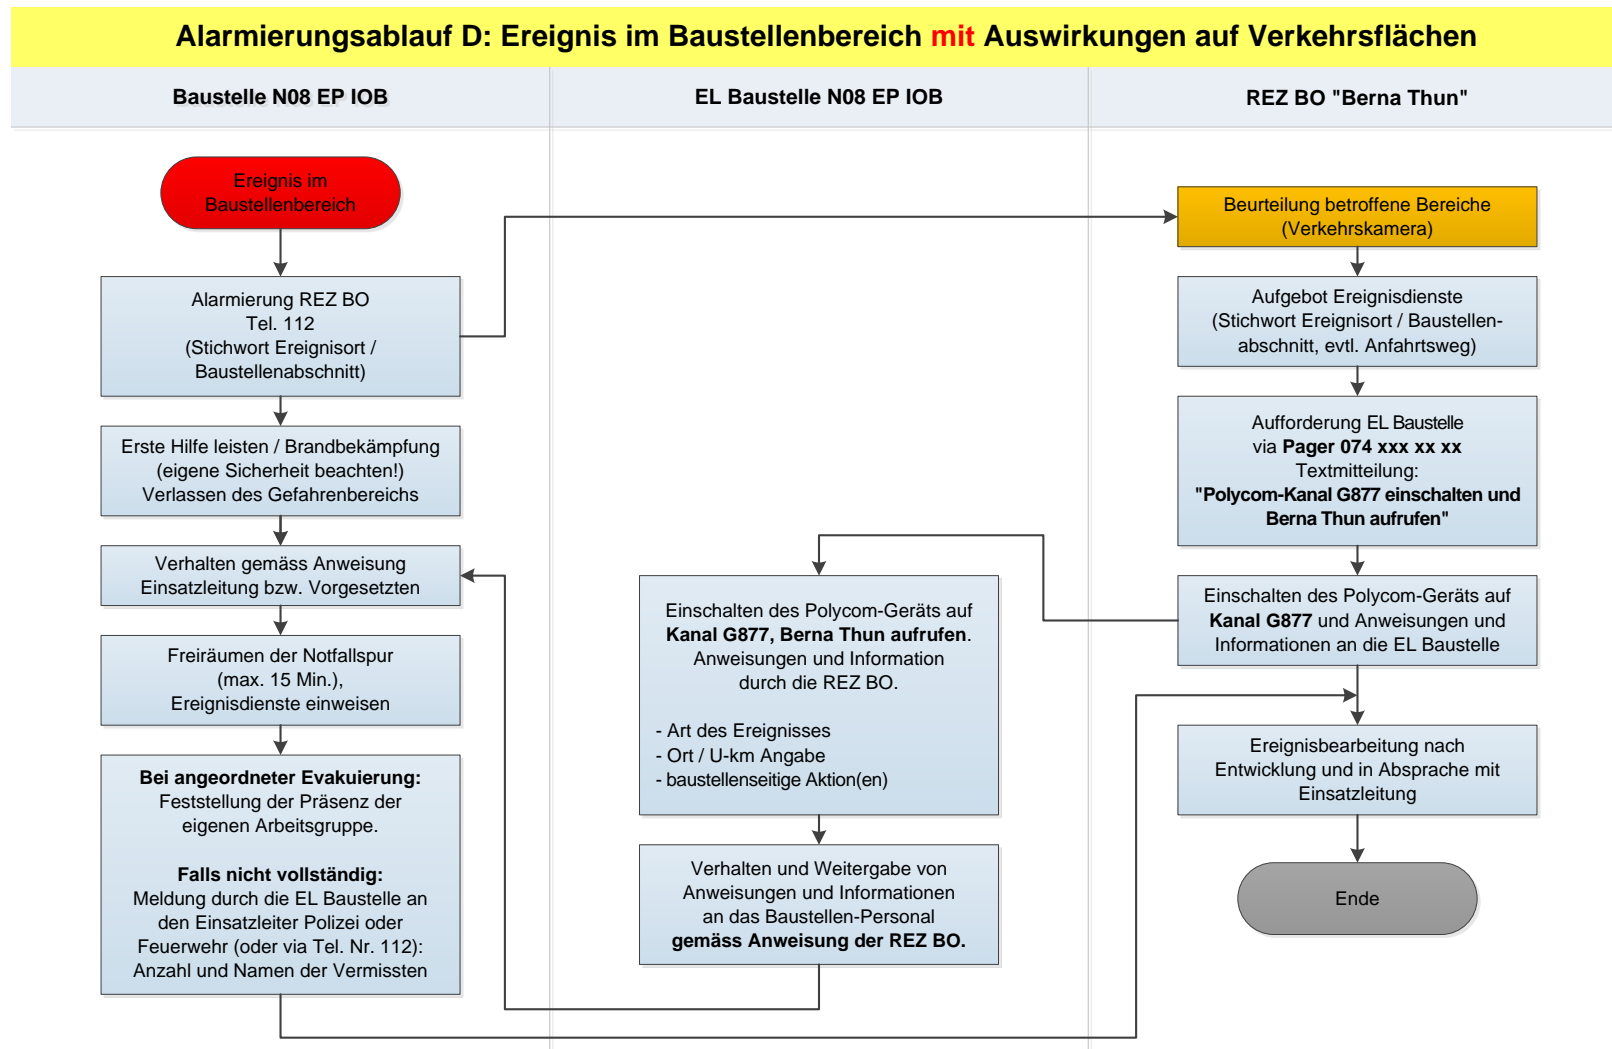 Alarmierungsablauf D: Ereignis im Baustellenbereich mit Auswirkungen auf Verkehrsflächen
Baustelle N08 EP IOB
EL Baustelle N08 EP IOB
REZ BO "Berna Thun"
Ereignis im
Baustellenbereich
Alarmierung REZ BO
Tel. 112
(Stichwort Ereignisort /
Baustellenabschnitt)
Erste Hilfe leisten / Brandbekämpfung
(eigene Sicherheit beachten!)
Verlassen des Gefahrenbereichs
Verhalten gemäss Anweisung
Einsatzleitung bzw. Vorgesetzten
Freiräumen der Notfallspur
(max. 15 Min.),
Ereignisdienste einweisen
Bei angeordneter Evakuierung:
Feststellung der Präsenz der
eigenen Arbeitsgruppe.
Falls nicht vollständig:
Meldung durch die EL Baustelle an
den Einsatzleiter Polizei oder
Feuerwehr (oder via Tel. Nr. 112):
Anzahl und Namen der Vermissten
Einschalten des Polycom-Geräts auf
Kanal G877, Berna Thun aufrufen.
Anweisungen und Information
durch die REZ BO.
- Art des Ereignisses
- Ort / U-km Angabe
- baustellenseitige Aktion(en)
Verhalten und Weitergabe von
Anweisungen und Informationen
an das Baustellen-Personal
gemäss Anweisung der REZ BO.
Beurteilung betroffene Bereiche
(Verkehrskamera)
Aufgebot Ereignisdienste
(Stichwort Ereignisort / Baustellen-
abschnitt, evtl. Anfahrtsweg)
Aufforderung EL Baustelle
via Pager 074 xxx xx xx
Textmitteilung:
"Polycom-Kanal G877 einschalten und
Berna Thun aufrufen"
Einschalten des Polycom-Geräts auf
Kanal G877 und Anweisungen und
Informationen an die EL Baustelle
Ereignisbearbeitung nach
Entwicklung und in Absprache mit
Einsatzleitung
Ende